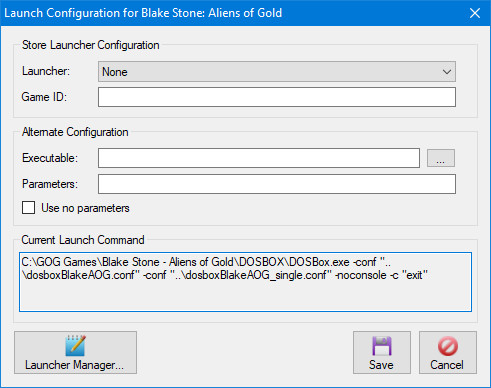 Launch Configuration for Blake Stone: Aliens of Gold
Store Launcher Configuration
Launcher: None
Game ID:
Alternate Configuration
Executable: ...
Parameters:
Use no parameters
Current Launch Command
C:\GOG Games\Blake Stone - Aliens of Gold\DOSBOX\DOSBox.exe -conf "..
\dosboxBlakeAOG.conf" -conf "..\dosboxBlakeAOG_single.conf" -noconsole -c "exit"
Launcher Manager... Save Cancel